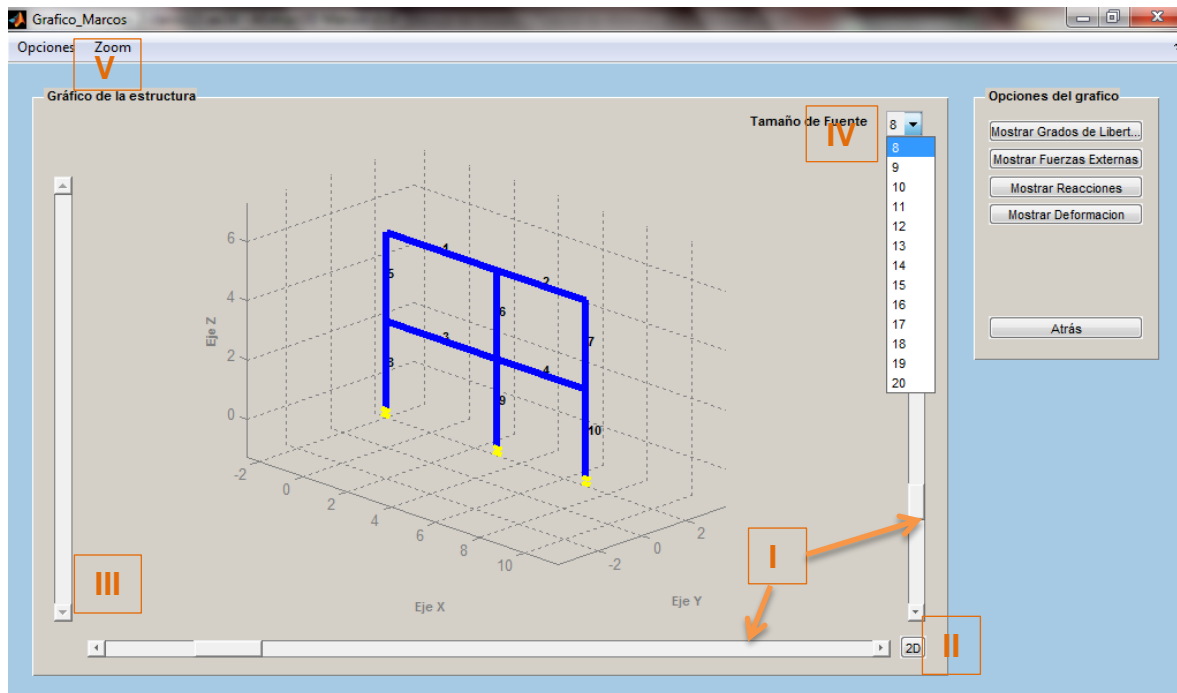 Grafico_Marcos
Opciones Zoom
V
Gráfico de la estructura
Tamaño de Fuente 8
IV
8
9
10
11
12
13
14
15
16
17
18
19
20
Opciones del grafico
Mostrar Grados de Libert...
Mostrar Fuerzas Externas
Mostrar Reacciones
Mostrar Deformacion
Atrás
Eje Z
6
4
2
0
1
2
5
6
7
3
4
8
9
10
-2
0
2
4
6
8
10
-2
0
2
Eje X
Eje Y
I
III
II
2D